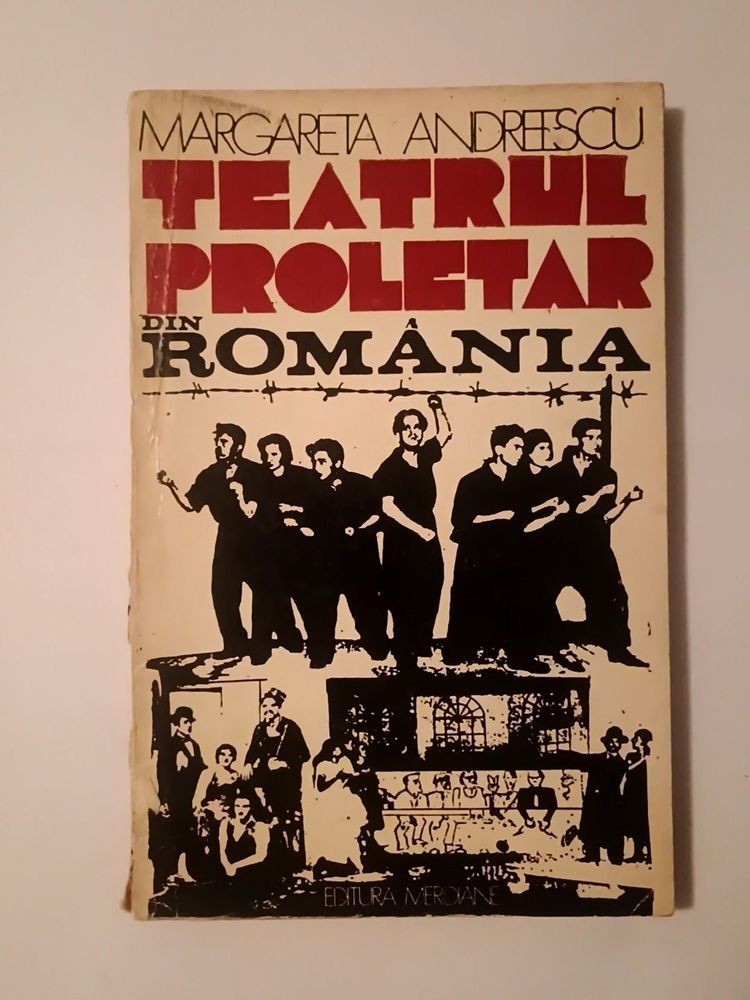 MARGARETA ANDREESCU
TEATRUL
PROLETAR
DIN
ROMÂNIA
EDITURA MERIDIANE